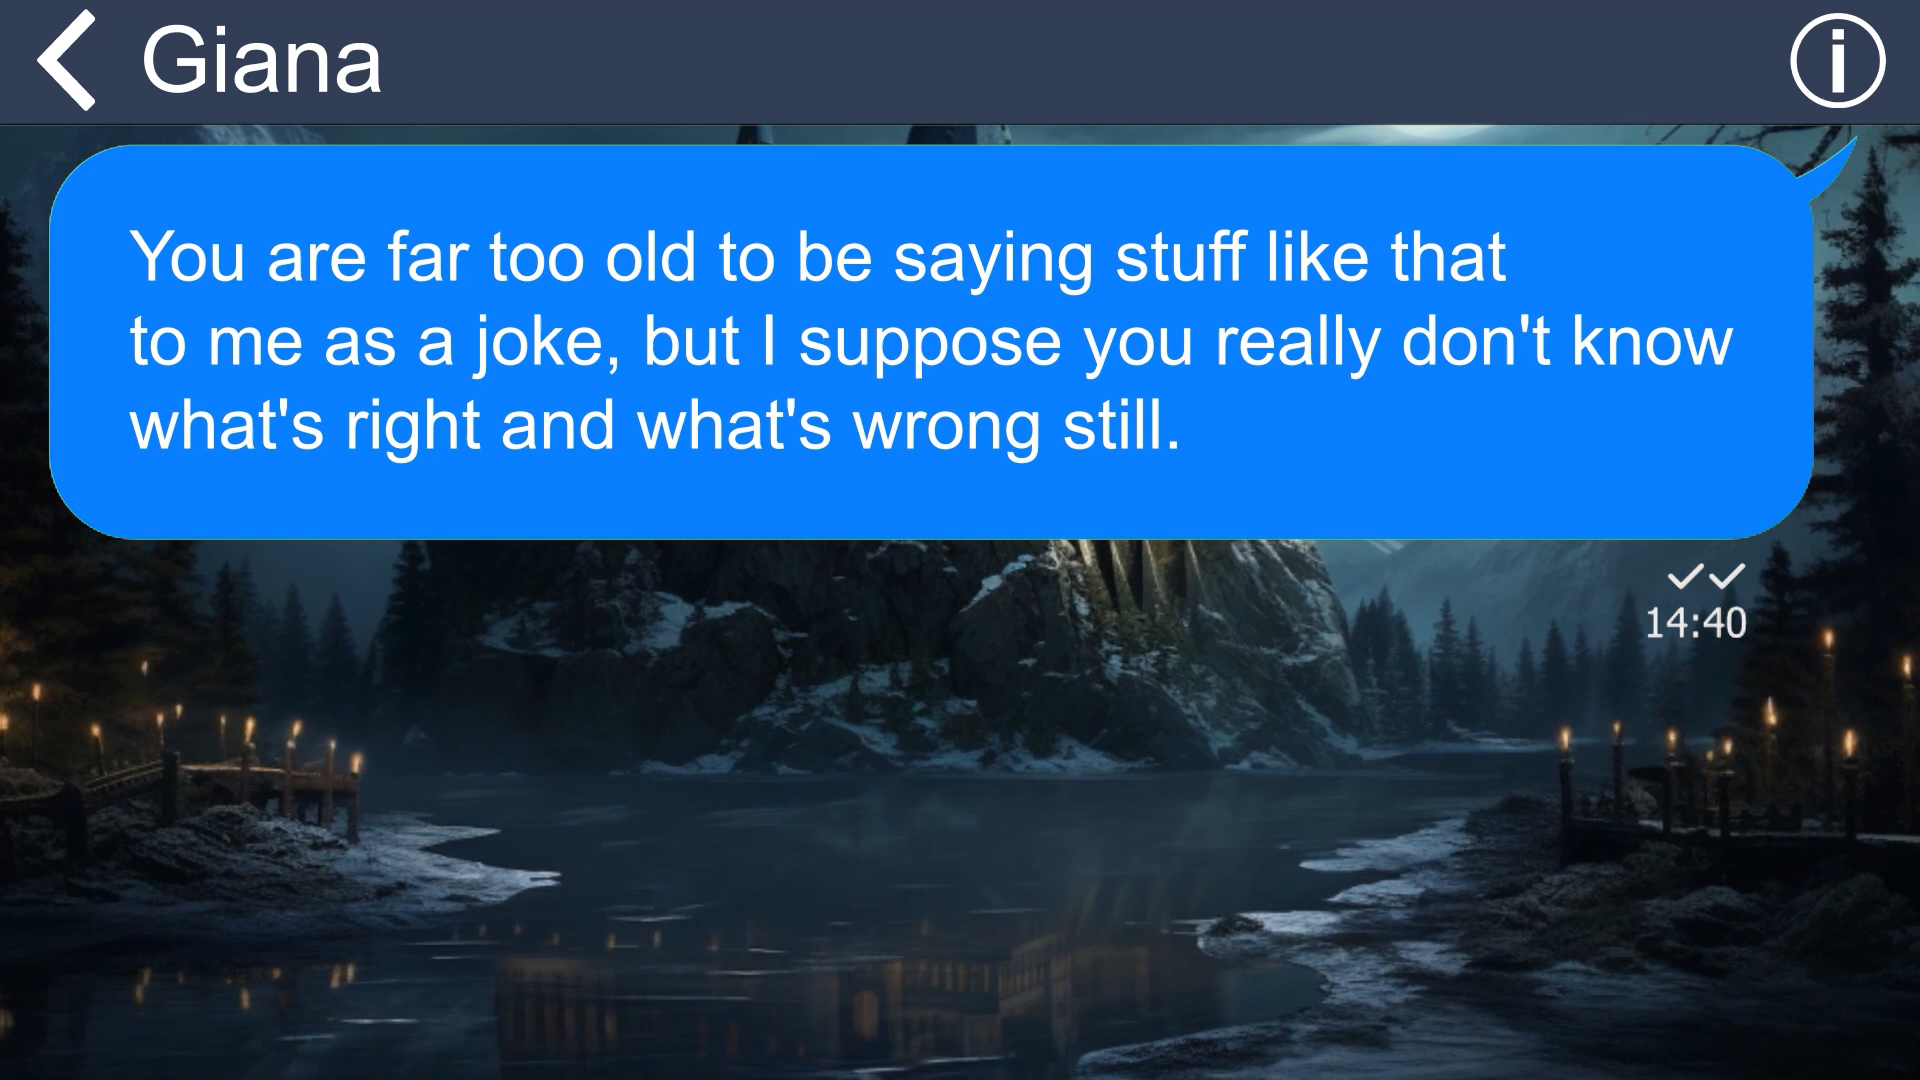 Giana
You are far too old to be saying stuff like that
to me as a joke, but I suppose you really don't know
what's right and what's wrong still.
14:40